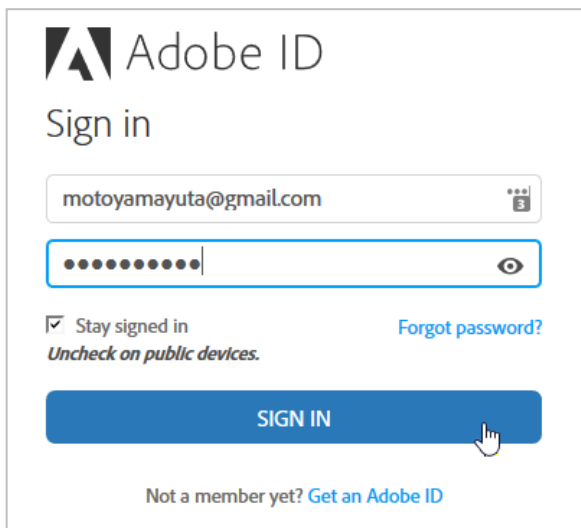 Adobe ID
Sign in
motoyamayuta@gmail.com
3
●●●●●●●●●●
Stay signed in Forgot password?
Uncheck on public devices.
SIGN IN
Not a member yet? Get an Adobe ID